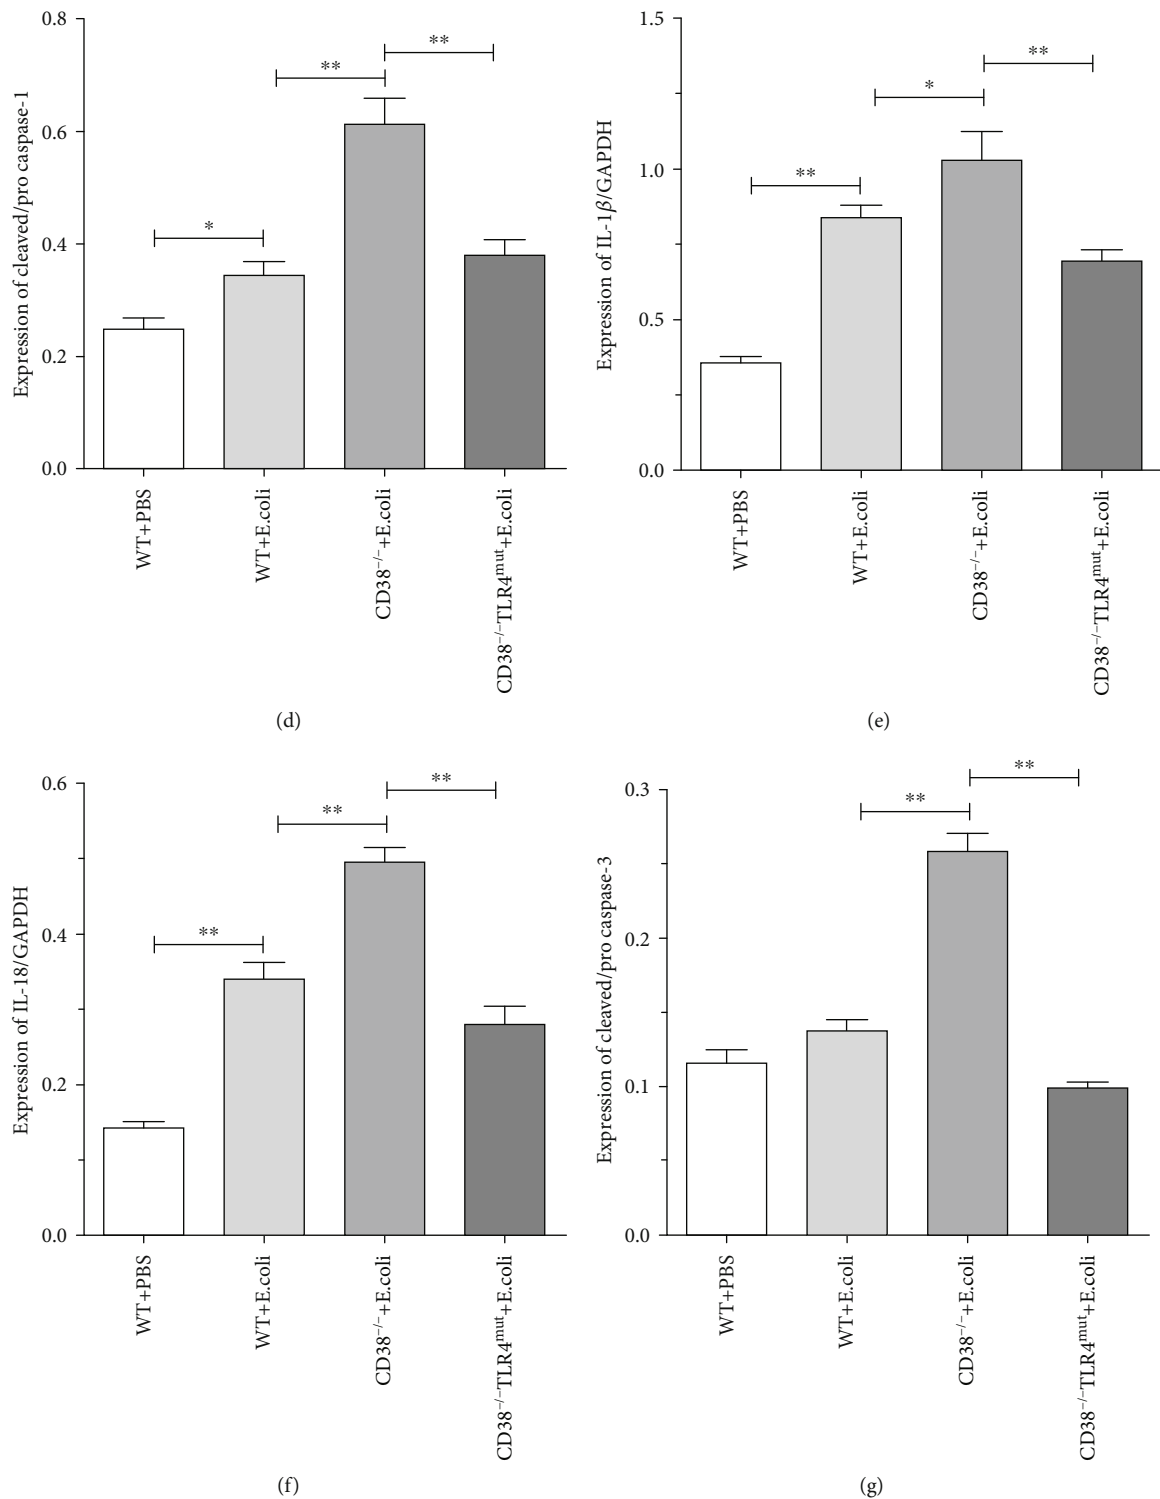 Expression of cleaved/pro caspase-1
0.8
0.6
0.4
0.2
0.0
*
**
**
WT+PBS
WT+E.coli
CD38−/−+E.coli
CD38−/−TLR4mut+E.coli
(d)
Expression of IL-1β/GAPDH
1.5
1.0
0.5
0.0
**
*
**
WT+PBS
WT+E.coli
CD38−/−+E.coli
CD38−/−TLR4mut+E.coli
(e)
Expression of IL-18/GAPDH
0.6
0.4
0.2
0.0
**
**
**
WT+PBS
WT+E.coli
CD38−/−+E.coli
CD38−/−TLR4mut+E.coli
(f)
Expression of cleaved/pro caspase-3
0.3
0.2
0.1
0.0
**
**
WT+PBS
WT+E.coli
CD38−/−+E.coli
CD38−/−TLR4mut+E.coli
(g)